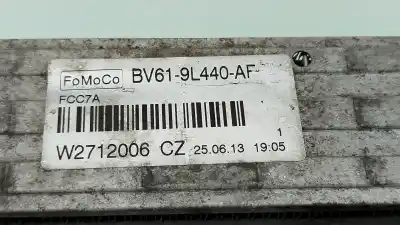 FoMoCo BV61-9L440-AF
FCC7A
1
W2712006 CZ 25.06.13 19:05